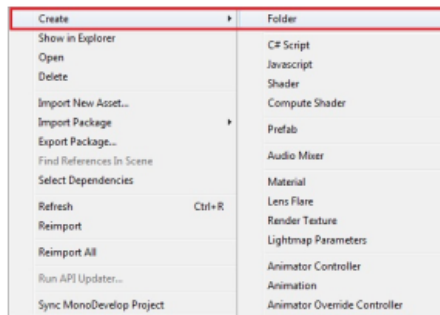 Create
Show in Explorer
Open
Delete
Import New Asset...
Import Package
Export Package...
Find References In Scene
Select Dependencies
Refresh Ctrl+R
Reimport
Reimport All
Run API Updater...
Sync MonoDevelop Project
Folder
C# Script
Javascript
Shader
Compute Shader
Prefab
Audio Mixer
Material
Lens Flare
Render Texture
Lightmap Parameters
Animator Controller
Animation
Animator Override Controller